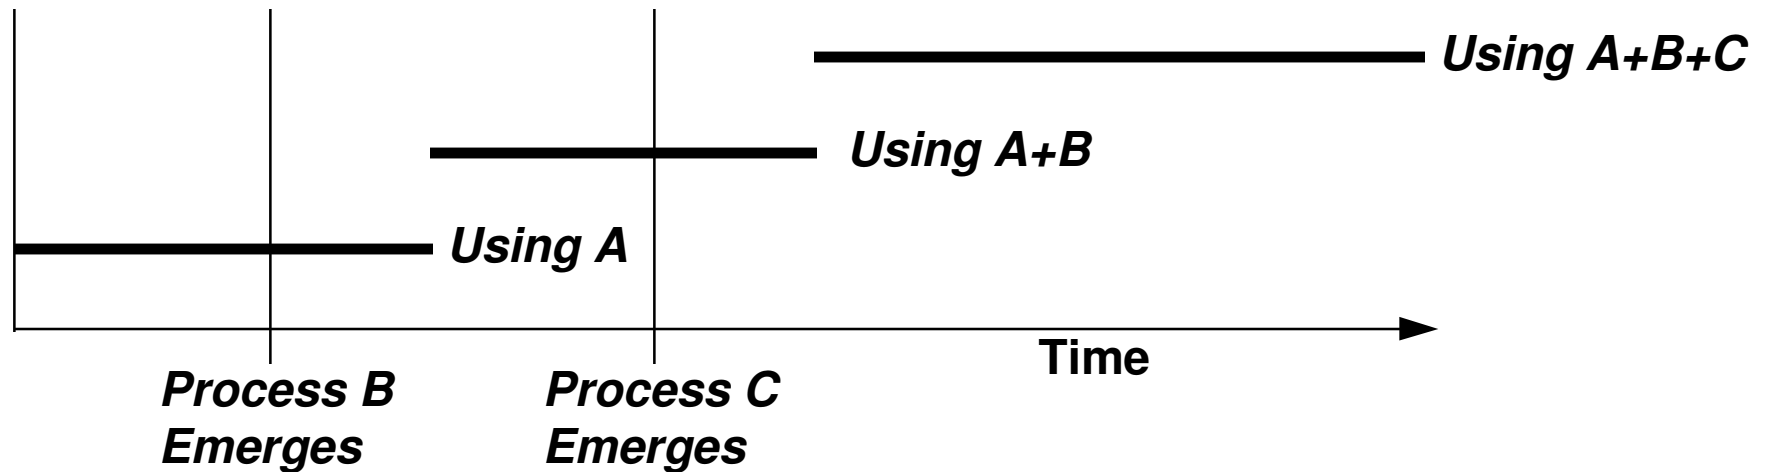 Using A+B+C
Using A+B
Using A
Time
Process B
Emerges
Process C
Emerges